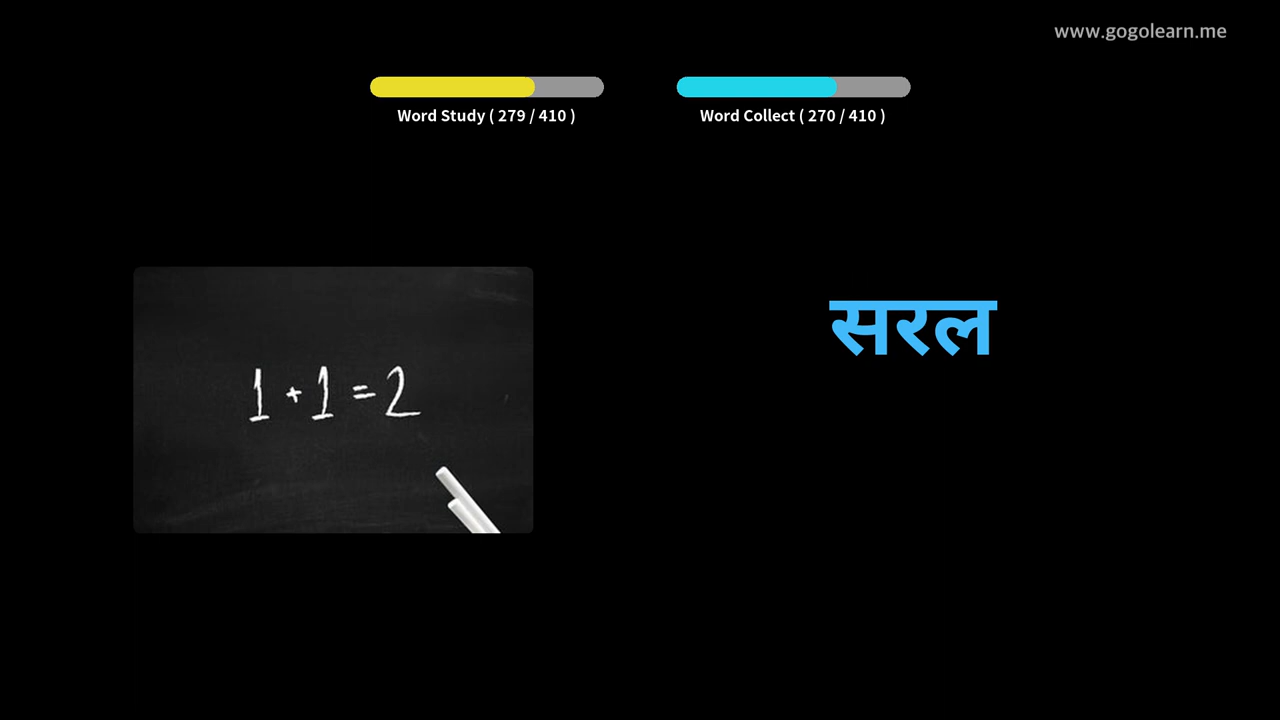 www.gogolearn.me
Word Study ( 279 / 410 )
Word Collect ( 270 / 410 )
सरल
1 + 1 = 2